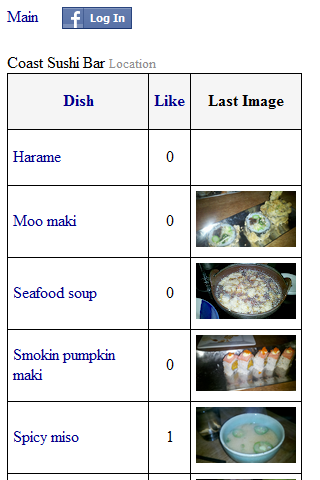 Main
f Log In
Coast Sushi Bar Location
Dish Like Last Image
Harame 0
Moo maki 0
Seafood soup 0
Smokin pumpkin
maki 0
Spicy miso 1